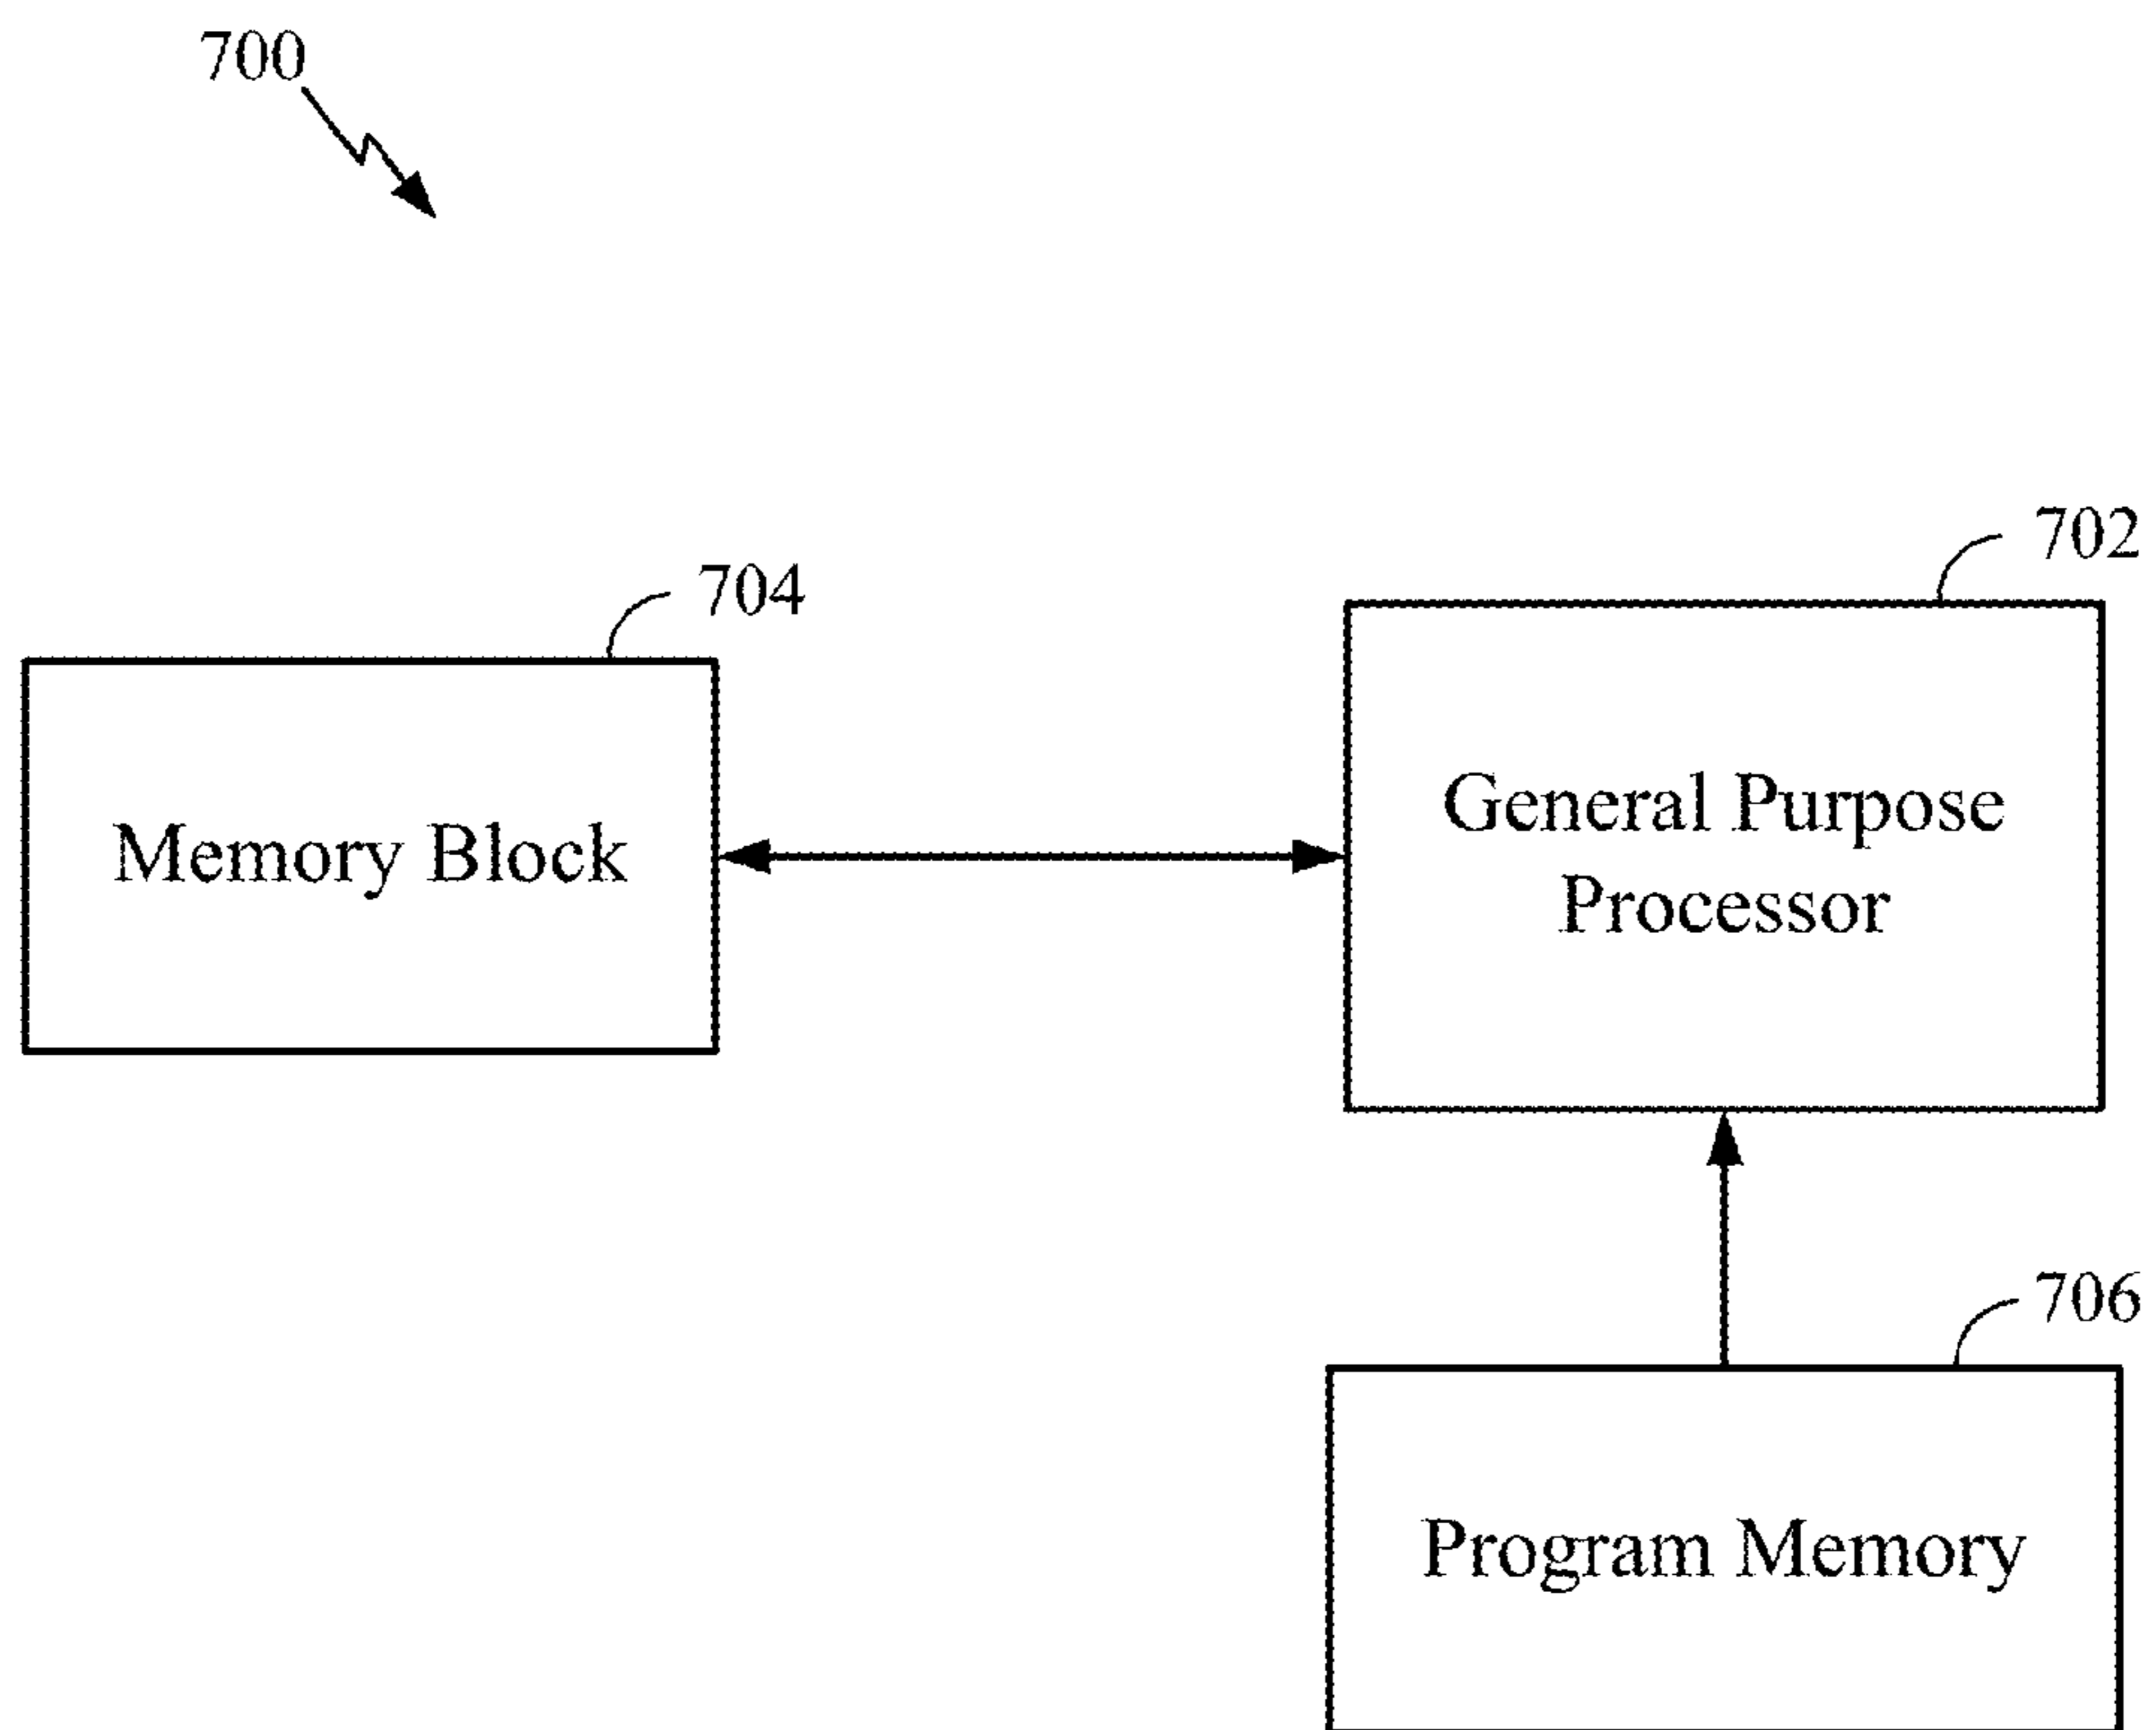 700
702
704
General Purpose
Processor
Memory Block
706
Program Memory